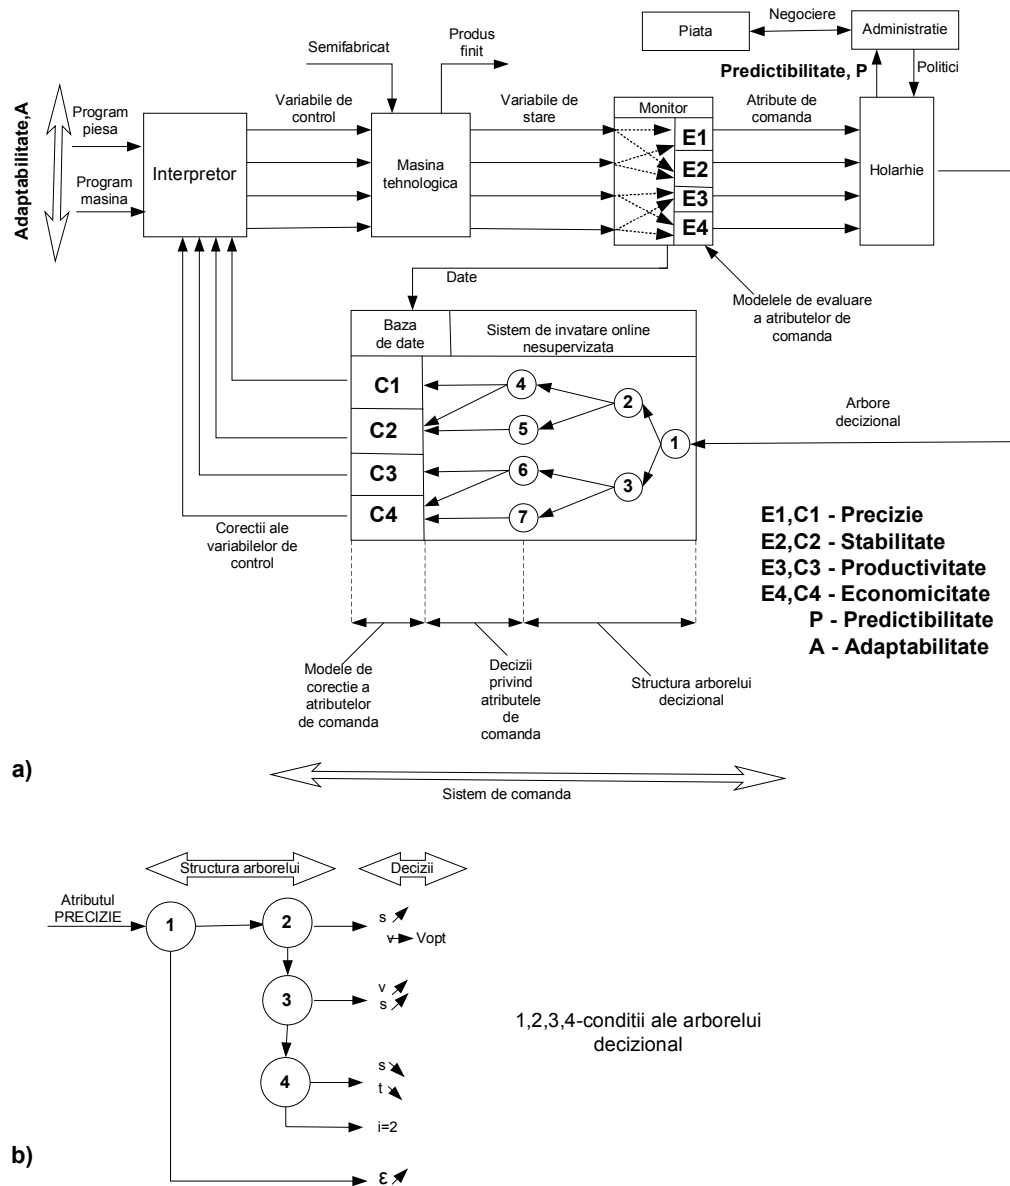 Negociere
Piata
Administratie
Semifabricat
Produs
finit
Predictibilitate, P
Politici
Adaptabilitate,A
Program
piesa
Program
masina
Interpretor
Variabile de
control
Masina
tehnologica
Variabile de
stare
Monitor
E1
E2
E3
E4
Atribute de
comanda
Holarhie
Date
Modelele de evaluare
a atributelor de
comanda
Baza
de date
Sistem de invatare online
nesupervizata
C1
C2
C3
C4
4
5
6
7
2
3
1
Arbore
decizional
Corectii ale
variabilelor de
control
E1,C1 - Precizie
E2,C2 - Stabilitate
E3,C3 - Productivitate
E4,C4 - Economicitate
P - Predictibilitate
A - Adaptabilitate
Modele de
corectie a
atributelor
de comanda
Decizii
privind
atributele
de
comanda
Structura arborelui
decizional
a)
Sistem de comanda
Structura arborelui
Decizii
Atributul
PRECIZIE
1
2
3
4
s
v Vopt
v
s
s
t
i=2
ε
1,2,3,4-conditii ale arborelui
decizional
b)